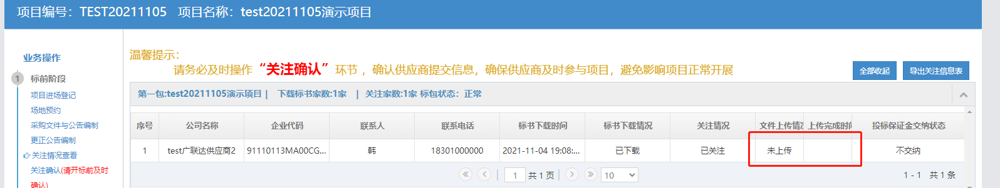 项目编号：TEST20211105 项目名称：test20211105演示项目
业务操作
1 标前阶段
项目进场登记
场地预约
采购文件与公告编制
更正公告编制
关注情况查看
关注确认(请开标前及时
确认)
温馨提示：
请务必及时操作“关注确认”环节 ，确认供应商提交信息，确保供应商及时参与项目，避免影响项目正常开展
全部收起 导出关注信息表
第一包:test20211105演示项目 | 下载标书家数:1家 | 关注家数:1家 标包状态：正常
序号 公司名称 企业代码 联系人 联系电话 标书下载时间 标书下载情况 关注情况 文件上传情况 上传完成时间 投标保证金交纳状态
1 test广联达供应商2 91110113MA00CG... 韩 18301000000 2021-11-04 19:08:... 已下载 已关注 未上传 不交纳
1 共 1 页 10 1 - 1 共 1 条